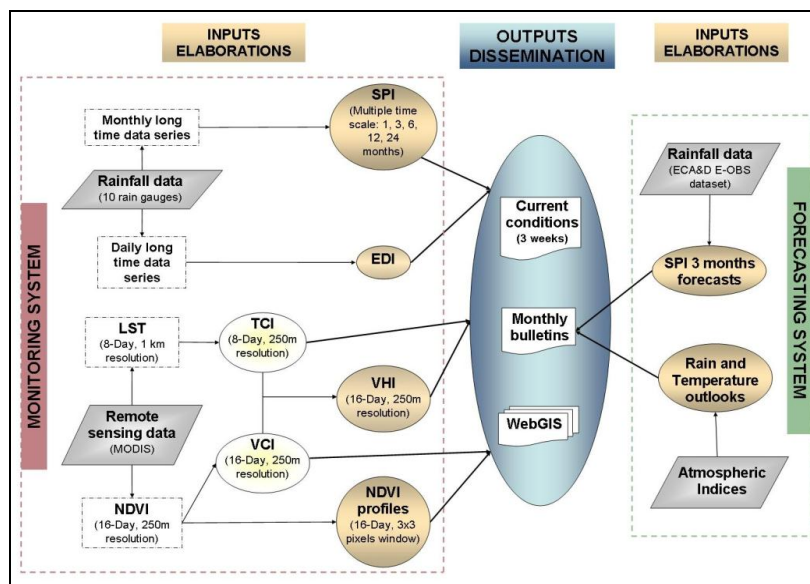 INPUTS
ELABORATIONS
OUTPUTS
DISSEMINATION
INPUTS
ELABORATIONS
MONITORING SYSTEM
Monthly long
time data series
Rainfall data
(10 rain gauges)
Daily long
time data
series
SPI
(Multiple time
scale: 1, 3, 6,
12, 24
months)
EDI
LST
(8-Day, 1 km
resolution)
Remote
sensing data
(MODIS)
NDVI
(16-Day, 250m
resolution)
TCI
(8-Day, 250m
resolution)
VCI
(16-Day, 250m
resolution)
VHI
(16-Day, 250m
resolution)
NDVI
profiles
(16-Day, 3x3
pixels window)
Current
conditions
(3 weeks)
Monthly
bulletins
WebGIS
Rainfall data
(ECA&D E-OBS
dataset)
SPI 3 months
forecasts
Rain and
Temperature
outlooks
Atmospheric
Indices
FORECASTING SYSTEM